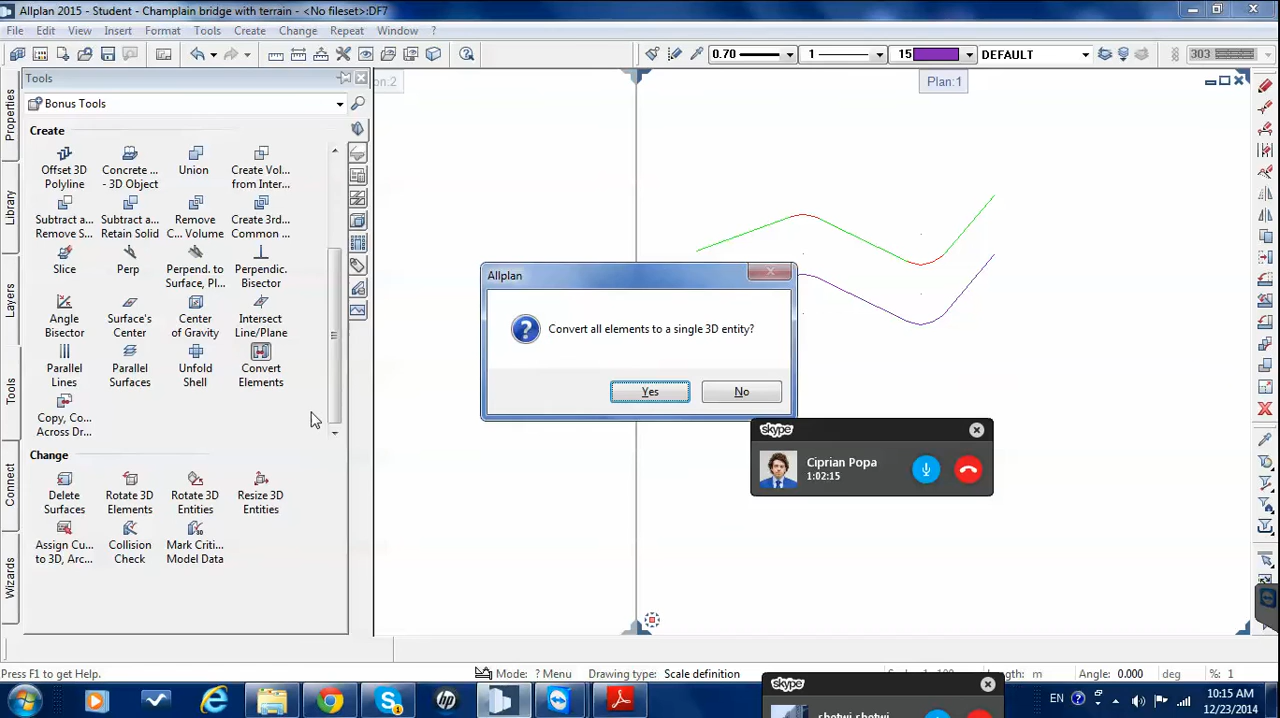 Allplan 2015 - Student - Champlain bridge with terrain - <No fileset>:DF7
File Edit View Insert Format Tools Create Change Repeat Window ?
0.70 1 15 DEFAULT 303
Tools
Bonus Tools
Properties
Library
Layers
Tools
Connect
Wizards
Create
Offset 3D Polyline
Concrete ... - 3D Object
Union
Create Vol... from Inter...
Subtract a... Remove S...
Subtract a... Retain Solid
Remove C... Volume
Create 3rd... Common ...
Slice
Perp
Perpend. to Surface, Pl...
Perpendic. Bisector
Angle Bisector
Surface's Center
Center of Gravity
Intersect Line/Plane
Parallel Lines
Parallel Surfaces
Unfold Shell
Convert Elements
Copy, Co... Across Dr...
Change
Delete Surfaces
Rotate 3D Elements
Rotate 3D Entities
Resize 3D Entities
Assign Cu... to 3D, Arc...
Collision Check
Mark Criti... Model Data
on:2
Plan:1
Allplan
Convert all elements to a single 3D entity?
Yes No
skype
Ciprian Popa
1:02:15
Press F1 to get Help.
Mode: ? Menu Drawing type: Scale definition
Length: m Angle: 0.000 deg %: 1
skype
shotwi shotwi
EN
10:15 AM
12/23/2014